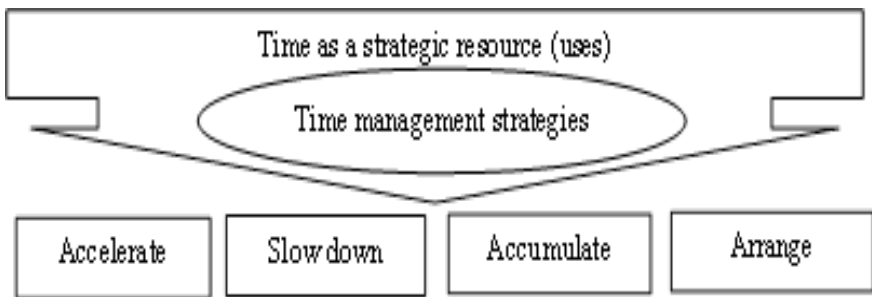 Time as a strategic resource (uses)
Time management strategies
Accelerate
Slow down
Accumulate
Arrange